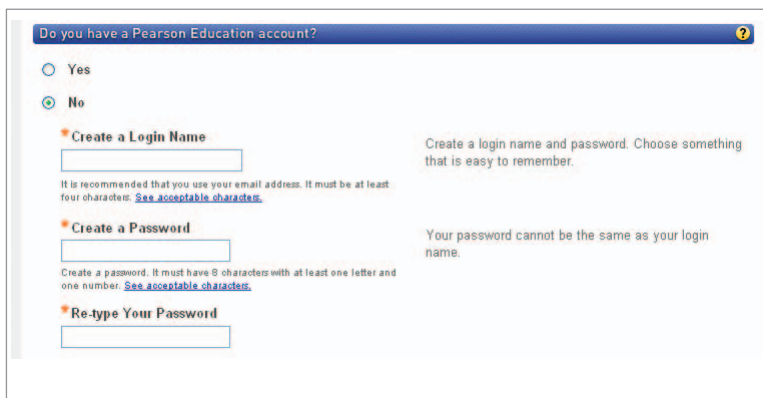 Do you have a Pearson Education account?
?
Yes
No
*Create a Login Name
Create a login name and password. Choose something
that is easy to remember.
It is recommended that you use your email address. It must be at least
four characters. See acceptable characters.
*Create a Password
Your password cannot be the same as your login
name.
Create a password. It must have 8 characters with at least one letter and
one number. See acceptable characters.
*Re-type Your Password